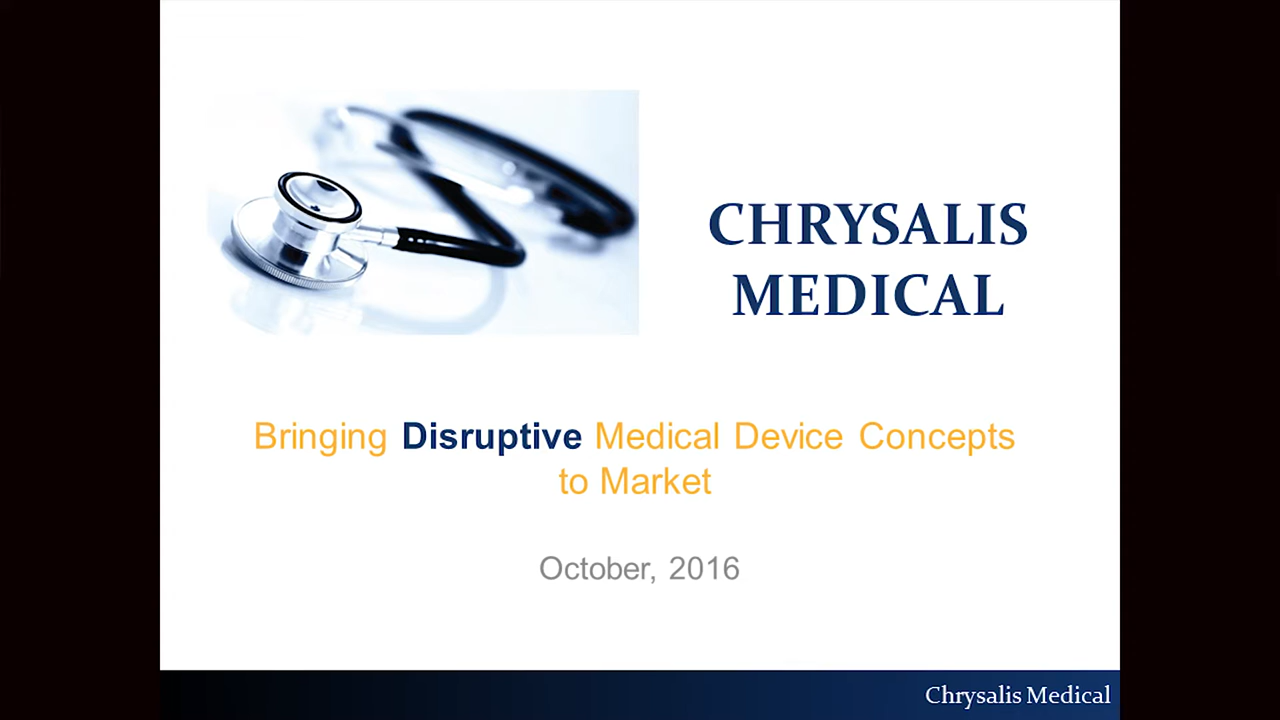 CHRYSALIS
MEDICAL
Bringing Disruptive Medical Device Concepts
to Market
October, 2016
Chrysalis Medical